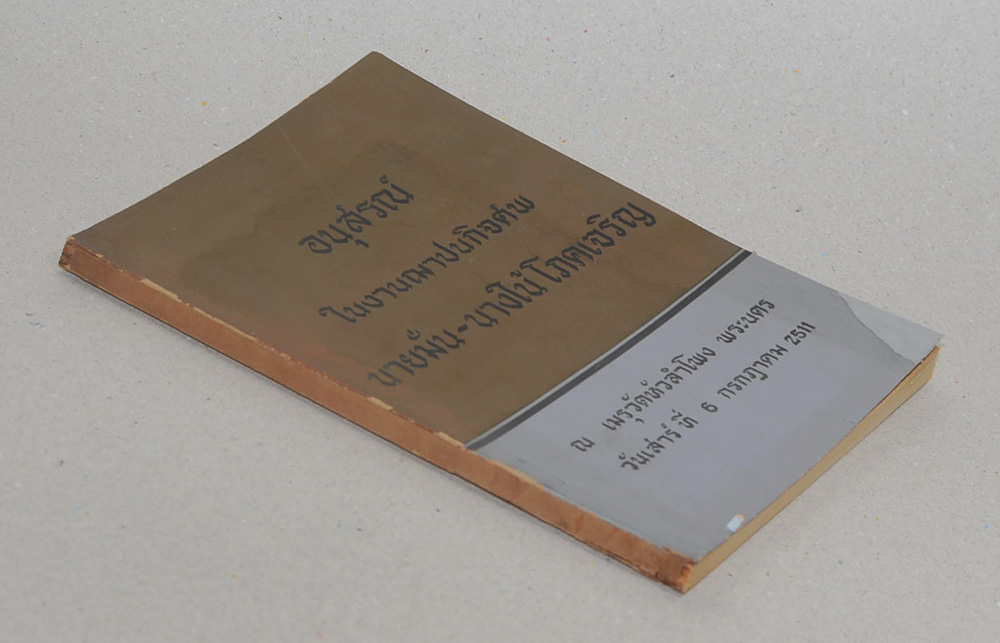 อนุสรณ์
ในงานฌาปนกิจศพ
นายมั่น-นางไน้ โภคเจริญ
ณ เมรุวัดหัวลำโพง พระนคร
วันเสาร์ ที่ 6 กรกฎาคม 2511